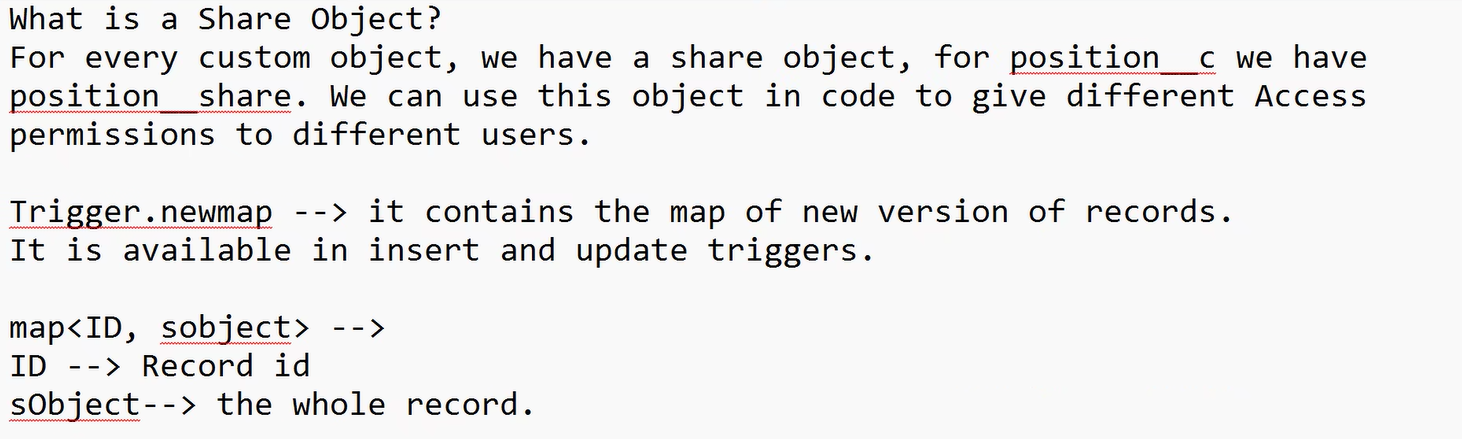 What is a Share Object?
For every custom object, we have a share object, for position__c we have
position__share. We can use this object in code to give different Access
permissions to different users.
Trigger.newmap --> it contains the map of new version of records.
It is available in insert and update triggers.
map<ID, sobject> -->
ID --> Record id
sObject--> the whole record.